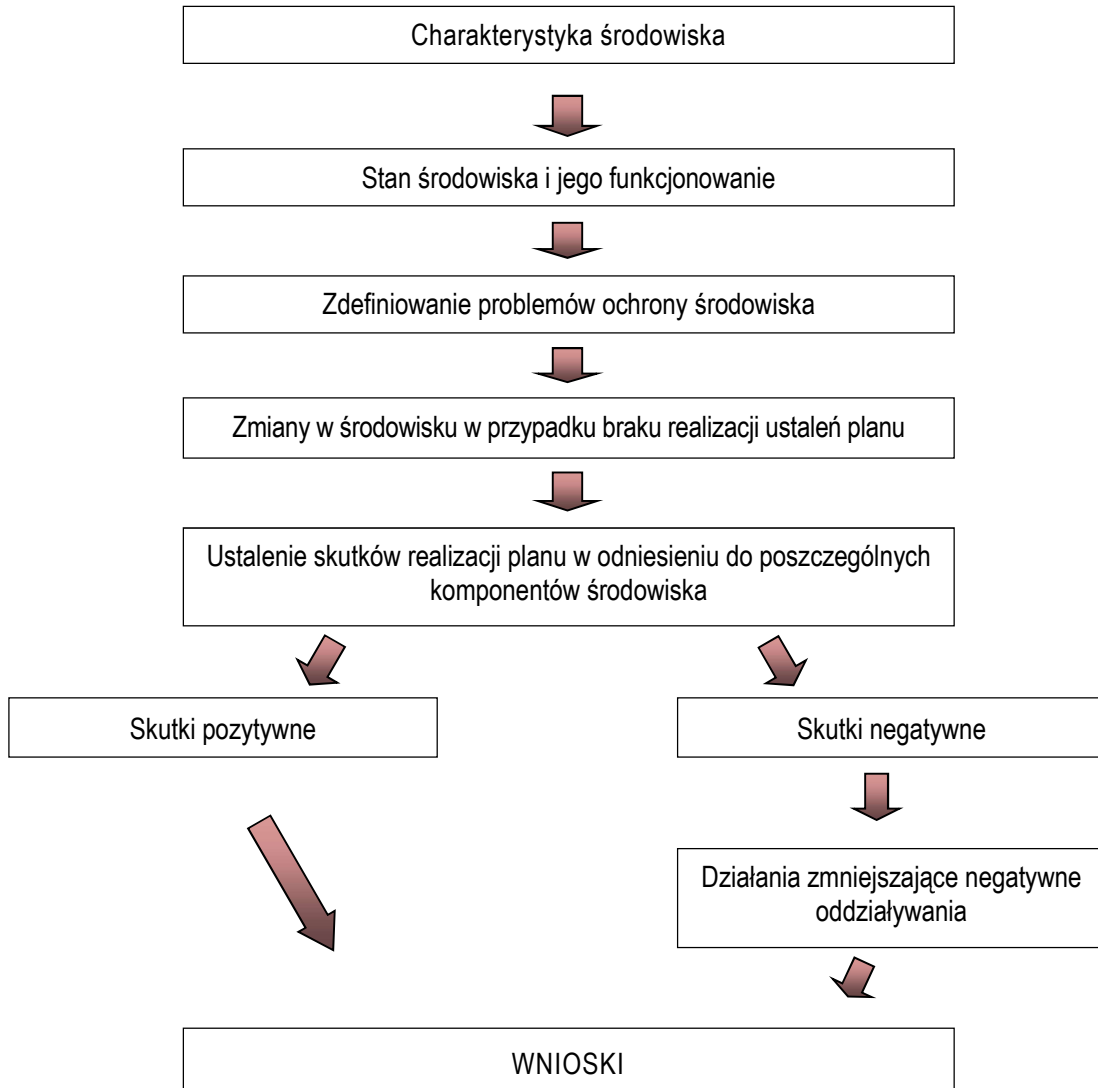 Charakterystyka środowiska
Stan środowiska i jego funkcjonowanie
Zdefiniowanie problemów ochrony środowiska
Zmiany w środowisku w przypadku braku realizacji ustaleń planu
Ustalenie skutków realizacji planu w odniesieniu do poszczególnych
komponentów środowiska
Skutki pozytywne
Skutki negatywne
Działania zmniejszające negatywne
oddziaływania
WNIOSKI